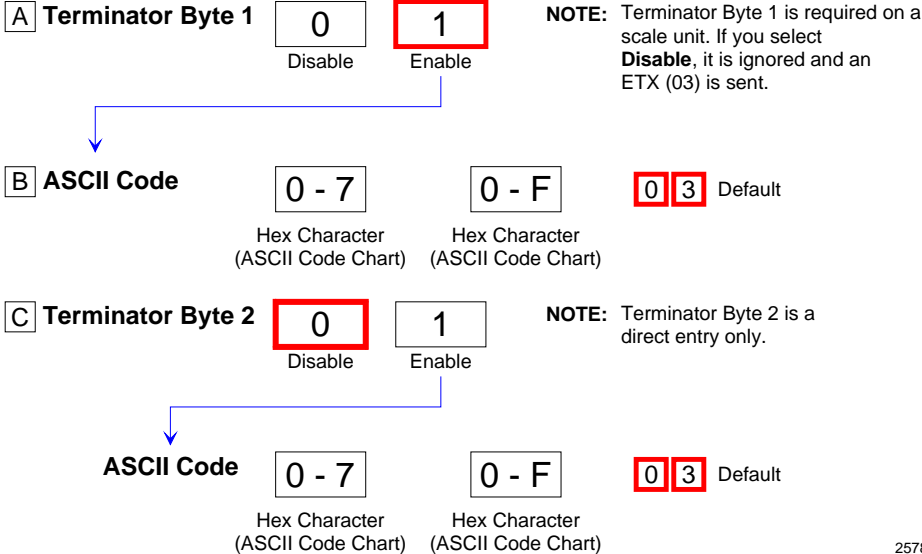 A Terminator Byte 1 0 1 NOTE: Terminator Byte 1 is required on a
scale unit. If you select
Disable Enable Disable, it is ignored and an
ETX (03) is sent.
B ASCII Code 0 - 7 0 - F 0 3 Default
Hex Character Hex Character
(ASCII Code Chart) (ASCII Code Chart)
C Terminator Byte 2 0 1 NOTE: Terminator Byte 2 is a
direct entry only.
Disable Enable
ASCII Code 0 - 7 0 - F 0 3 Default
Hex Character Hex Character
(ASCII Code Chart) (ASCII Code Chart)